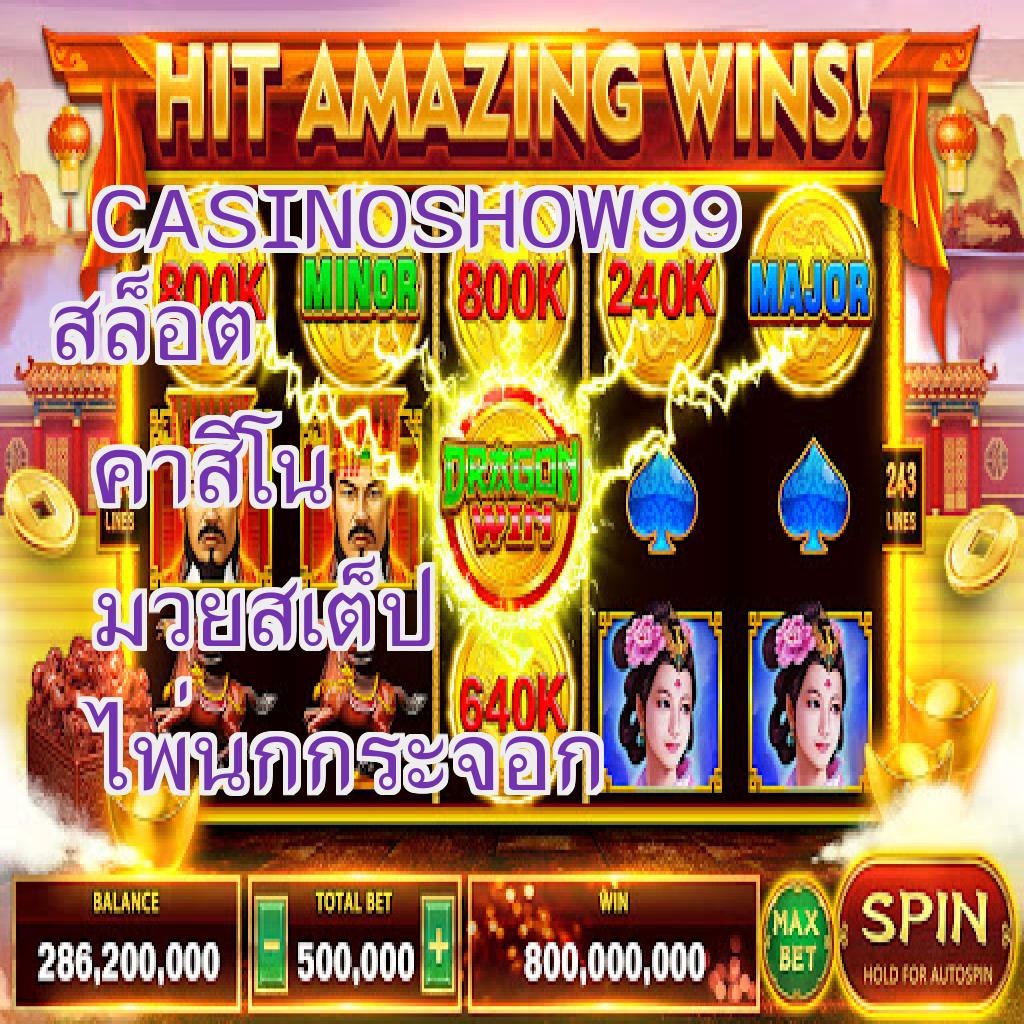 HIT AMAZING WINS!
CASINOSHOW99
800K MINOR 800K 240K MAJOR
สล็อต
คาสิโน
DRAGON
WIN
243
LINES LINES
มวยสเต็ป
640K
ไพ่นกกระจอก
BALANCE TOTAL BET WIN
286,200,000 - 500,000 + 800,000,000
MAX
BET
SPIN
HOLD FOR AUTOSPIN